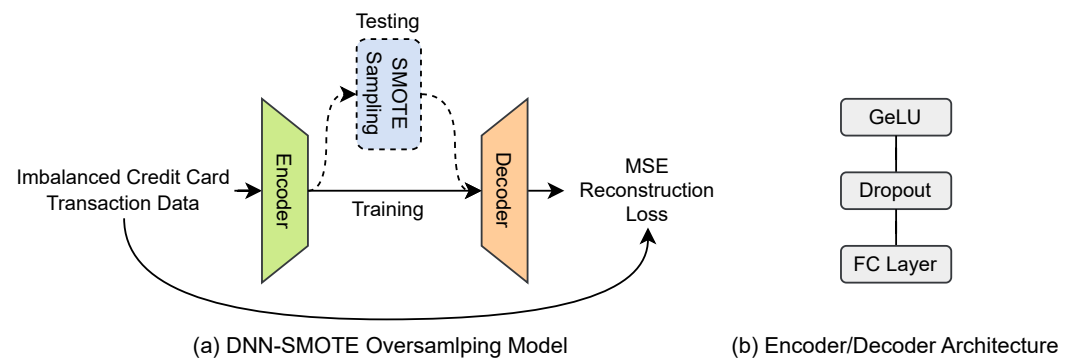 Testing
SMOTE
Sampling
Encoder
Decoder
Imbalanced Credit Card
Transaction Data
Training
MSE
Reconstruction
Loss
(a) DNN-SMOTE Oversamlping Model
GeLU
Dropout
FC Layer
(b) Encoder/Decoder Architecture